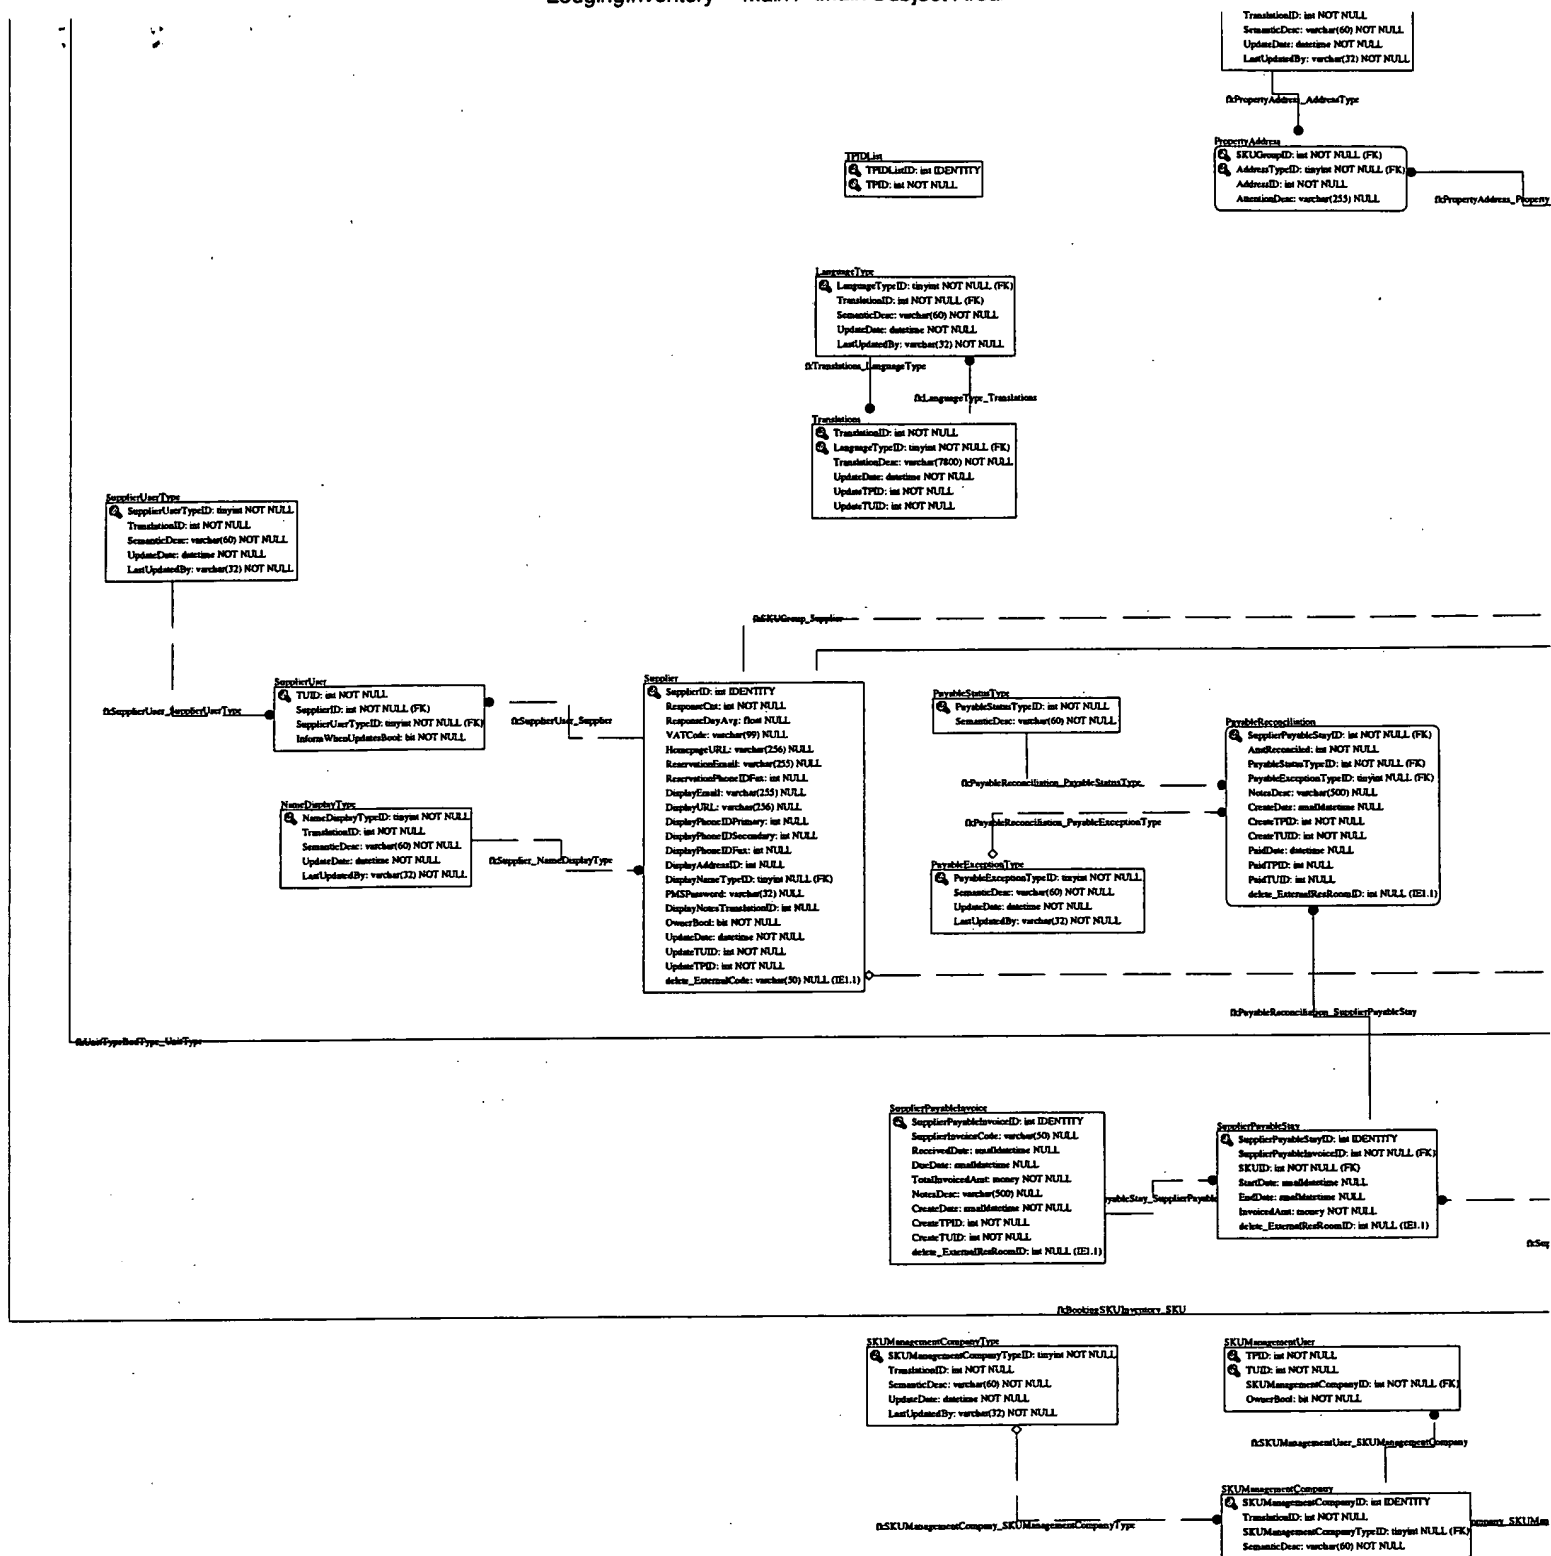 TranslationID: int NOT NULL
SemanticDesc: varchar(60) NOT NULL
UpdateDate: datetime NOT NULL
LastUpdatedBy: varchar(32) NOT NULL
fkPropertyAddress_AddressType
PropertyAddress
SKUGroupID: int NOT NULL (FK)
AddressTypeID: tinyint NOT NULL (FK)
AddressID: int NOT NULL
AttentionDesc: varchar(255) NULL
fkPropertyAddress_Property
TPIDList
TPIDListID: int IDENTITY
TPID: int NOT NULL
LanguageType
LanguageTypeID: tinyint NOT NULL (FK)
TranslationID: int NOT NULL (FK)
SemanticDesc: varchar(60) NOT NULL
UpdateDate: datetime NOT NULL
LastUpdatedBy: varchar(32) NOT NULL
fkTranslations_LanguageType
fkLanguageType_Translations
Translations
TranslationID: int NOT NULL
LanguageTypeID: tinyint NOT NULL (FK)
TranslationDesc: varchar(7800) NOT NULL
UpdateDate: datetime NOT NULL
UpdateTPID: int NOT NULL
UpdateTUID: int NOT NULL
SupplierUserType
SupplierUserTypeID: tinyint NOT NULL
TranslationID: int NOT NULL
SemanticDesc: varchar(60) NOT NULL
UpdateDate: datetime NOT NULL
LastUpdatedBy: varchar(32) NOT NULL
fkSKUGroup_Supplier
SupplierUser
TUID: int NOT NULL
SupplierID: int NOT NULL (FK)
SupplierUserTypeID: tinyint NOT NULL (FK)
InformWhenUpdatesBool: bit NOT NULL
fkSupplierUser_SupplierUserType
fkSupplierUser_Supplier
NameDisplayType
NameDisplayTypeID: tinyint NOT NULL
TranslationID: int NOT NULL
SemanticDesc: varchar(60) NOT NULL
UpdateDate: datetime NOT NULL
LastUpdatedBy: varchar(32) NOT NULL
fkSupplier_NameDisplayType
Supplier
SupplierID: int IDENTITY
ResponseCnt: int NOT NULL
ResponseDayAvg: float NULL
VATCode: varchar(99) NULL
HomepageURL: varchar(256) NULL
ReservationEmail: varchar(255) NULL
ReservationPhoneIDFax: int NULL
DisplayEmail: varchar(255) NULL
DisplayURL: varchar(256) NULL
DisplayPhoneIDPrimary: int NULL
DisplayPhoneIDSecondary: int NULL
DisplayPhoneIDFax: int NULL
DisplayAddressID: int NULL
DisplayNameTypeID: tinyint NULL (FK)
PMSPassword: varchar(32) NULL
DisplayNotesTranslationID: int NULL
OwnerBool: bit NOT NULL
UpdateDate: datetime NOT NULL
UpdateTUID: int NOT NULL
UpdateTPID: int NOT NULL
delete_ExternalCode: varchar(50) NULL (IE1.1)
PayableStatusType
PayableStatusTypeID: int NOT NULL
SemanticDesc: varchar(60) NOT NULL
fkPayableReconciliation_PayableStatusType
fkPayableReconciliation_PayableExceptionType
PayableExceptionType
PayableExceptionTypeID: tinyint NOT NULL
SemanticDesc: varchar(60) NOT NULL
UpdateDate: datetime NOT NULL
LastUpdatedBy: varchar(32) NOT NULL
PayableReconciliation
SupplierPayableStayID: int NOT NULL (FK)
AmtReconciled: int NOT NULL
PayableStatusTypeID: int NOT NULL (FK)
PayableExceptionTypeID: tinyint NULL (FK)
NotesDesc: varchar(500) NULL
CreateDate: smalldatetime NULL
CreateTPID: int NOT NULL
CreateTUID: int NOT NULL
PaidDate: datetime NULL
PaidTPID: int NULL
PaidTUID: int NULL
delete_ExternalResRoomID: int NULL (IE1.1)
fkPayableReconciliation_SupplierPayableStay
fkUnitTypeBedType_UnitType
SupplierPayableInvoice
SupplierPayableInvoiceID: int IDENTITY
SupplierInvoiceCode: varchar(50) NULL
ReceivedDate: smalldatetime NULL
DueDate: smalldatetime NULL
TotalInvoicedAmt: money NOT NULL
NotesDesc: varchar(500) NULL
CreateDate: smalldatetime NOT NULL
CreateTPID: int NOT NULL
CreateTUID: int NOT NULL
delete_ExternalResRoomID: int NULL (IE1.1)
yableStay_SupplierPayable
SupplierPayableStay
SupplierPayableStayID: int IDENTITY
SupplierPayableInvoiceID: int NOT NULL (FK)
SKUID: int NOT NULL (FK)
StartDate: smalldatetime NULL
EndDate: smalldatetime NULL
InvoicedAmt: money NOT NULL
delete_ExternalResRoomID: int NULL (IE1.1)
fkSup
fkBookingSKUInventory_SKU
SKUManagementCompanyType
SKUManagementCompanyTypeID: tinyint NOT NULL
TranslationID: int NOT NULL
SemanticDesc: varchar(60) NOT NULL
UpdateDate: datetime NOT NULL
LastUpdatedBy: varchar(32) NOT NULL
SKUManagementUser
TPID: int NOT NULL
TUID: int NOT NULL
SKUManagementCompanyID: int NOT NULL (FK)
OwnerBool: bit NOT NULL
fkSKUManagementUser_SKUManagementCompany
fkSKUManagementCompany_SKUManagementCompanyType
SKUManagementCompany
SKUManagementCompanyID: int IDENTITY
TranslationID: int NOT NULL
SKUManagementCompanyTypeID: tinyint NULL (FK)
SemanticDesc: varchar(60) NOT NULL
ompany_SKUMan